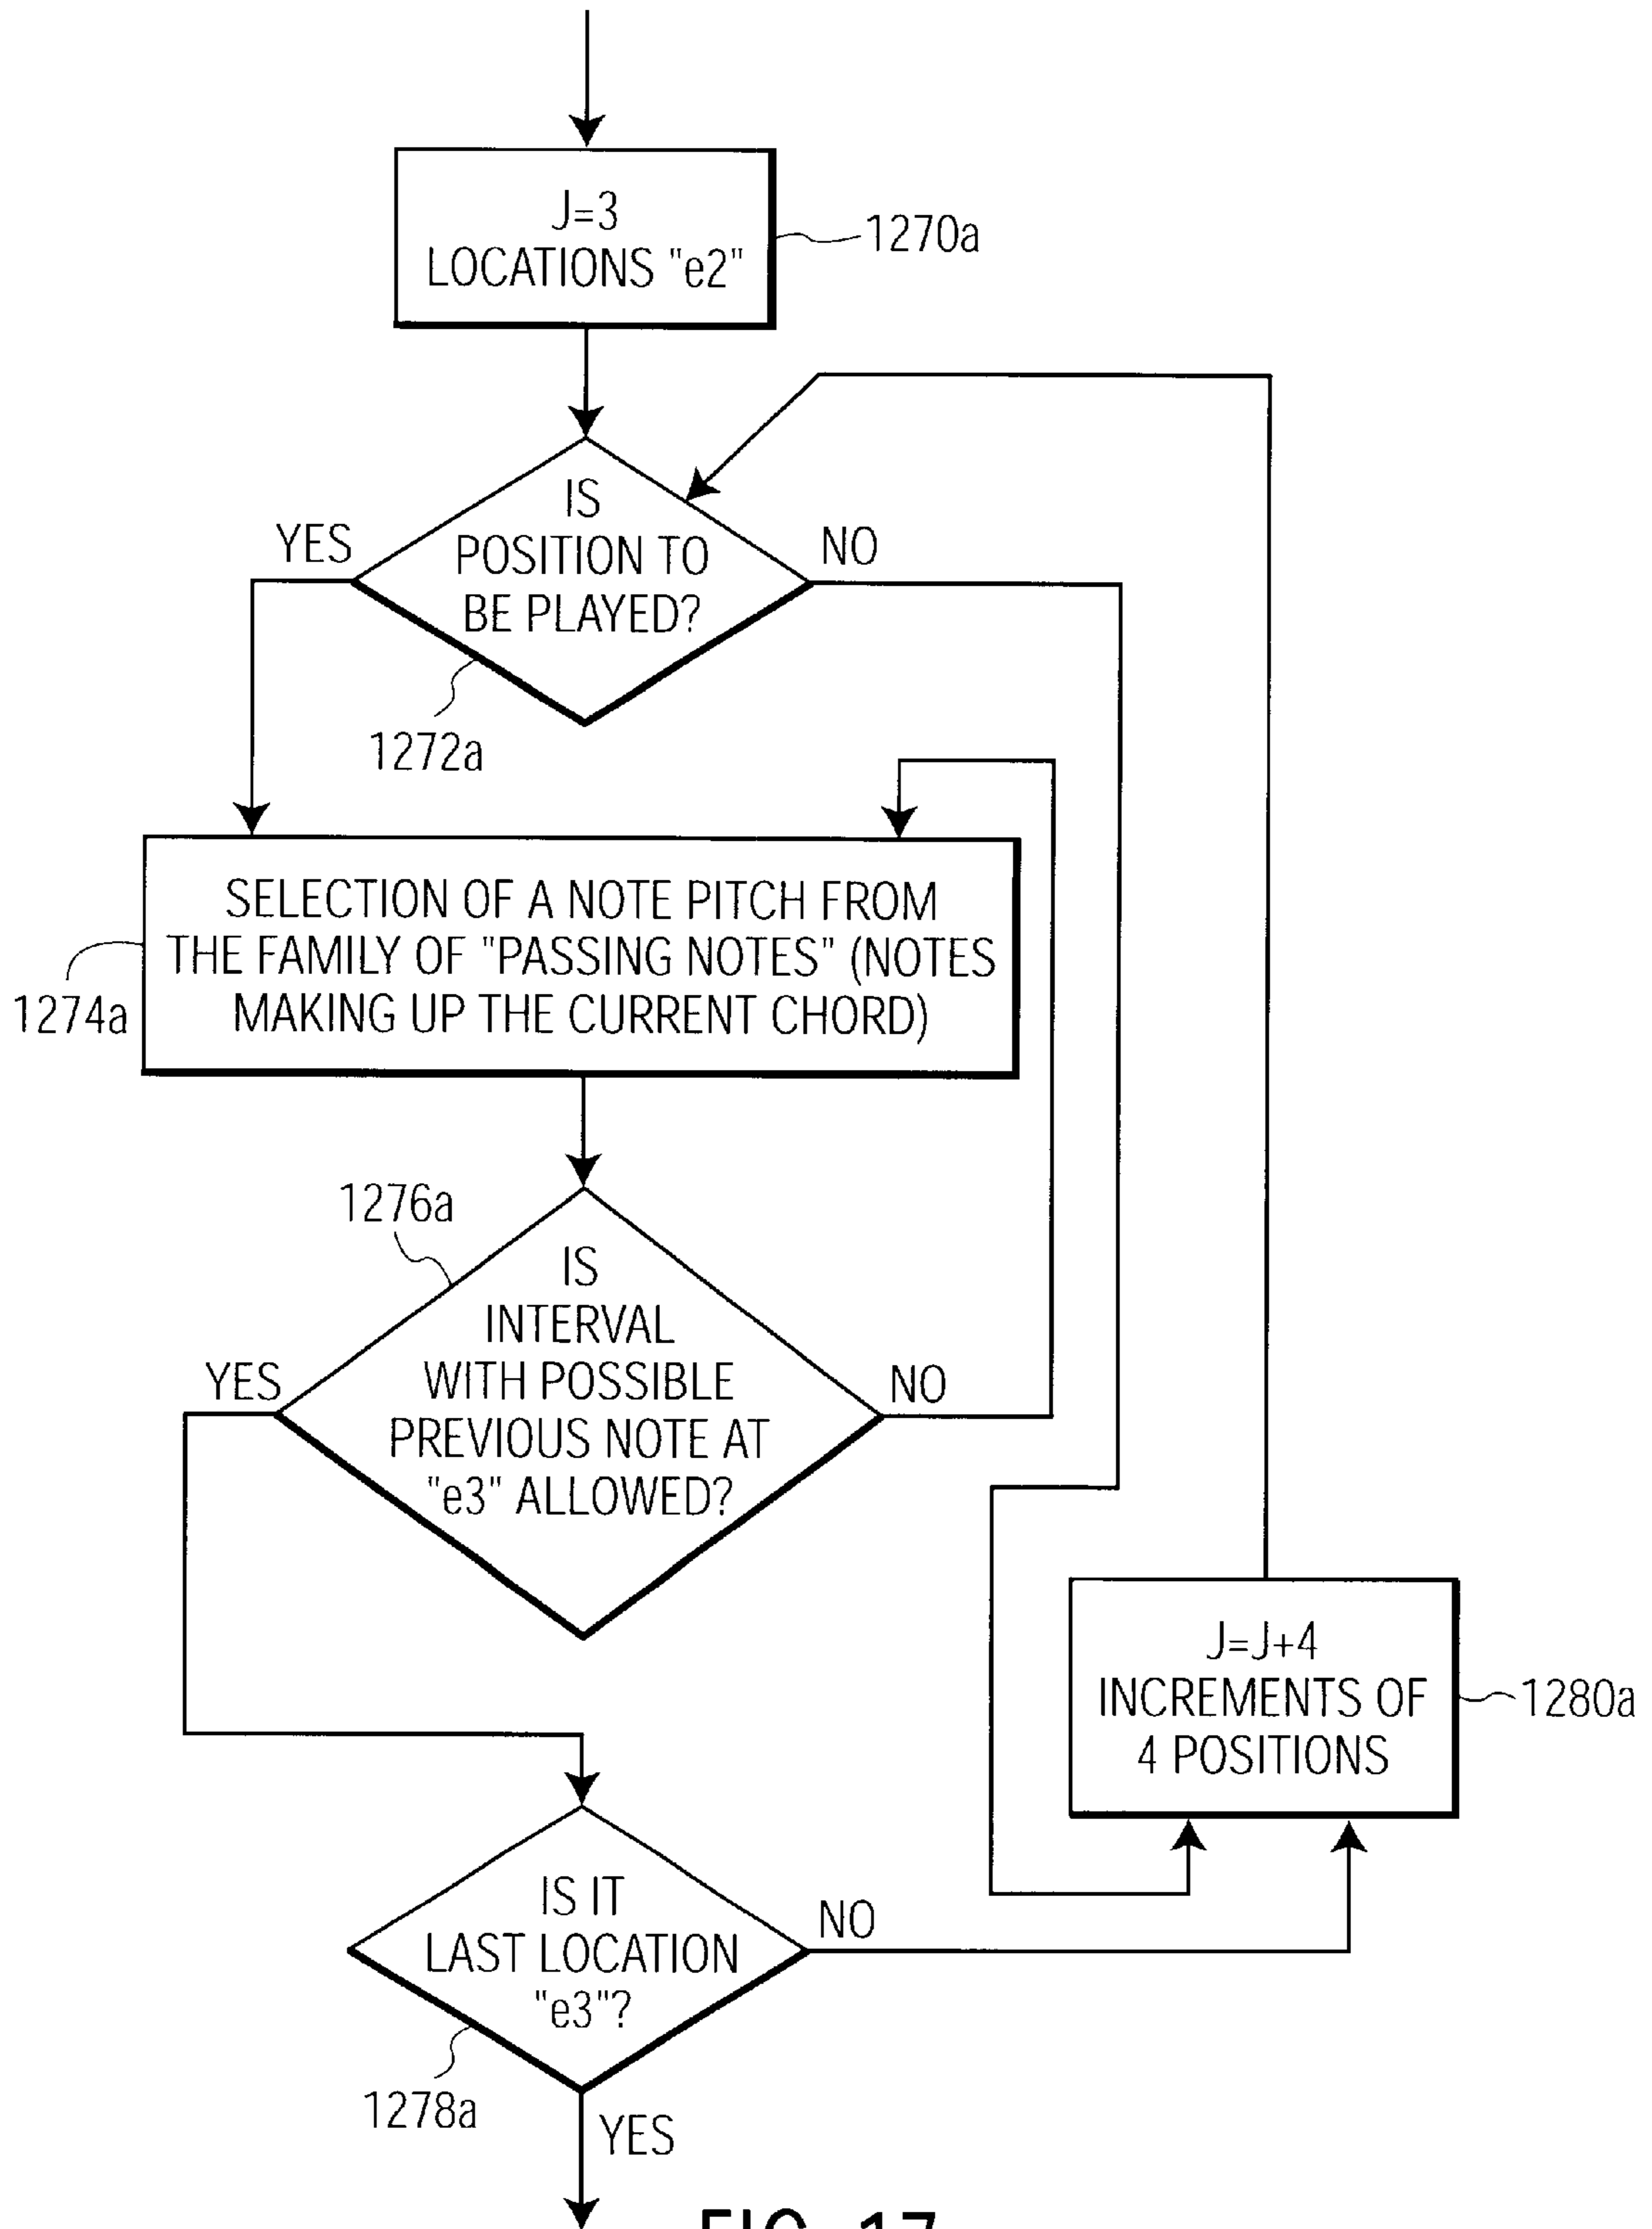 J=3
LOCATIONS "e2"
1270a
IS
POSITION TO
BE PLAYED?
YES
NO
1272a
SELECTION OF A NOTE PITCH FROM
THE FAMILY OF "PASSING NOTES" (NOTES
MAKING UP THE CURRENT CHORD)
1274a
1276a
IS
INTERVAL
WITH POSSIBLE
PREVIOUS NOTE AT
"e3" ALLOWED?
YES
NO
J=J+4
INCREMENTS OF
4 POSITIONS
1280a
IS IT
LAST LOCATION
"e3"?
NO
1278a
YES
FIG. 17